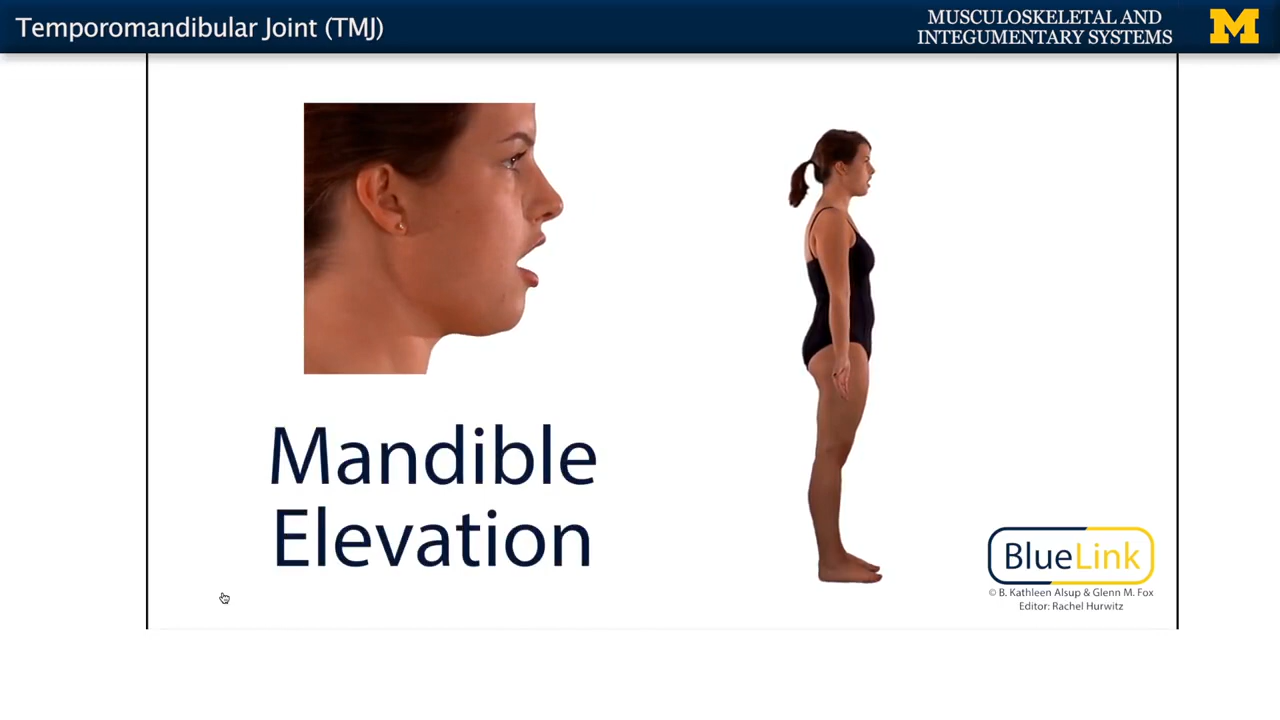 Temporomandibular Joint (TMJ)
MUSCULOSKELETAL AND
INTEGUMENTARY SYSTEMS
M
Mandible
Elevation
BlueLink
© B. Kathleen Alsup & Glenn M. Fox
Editor: Rachel Hurwitz